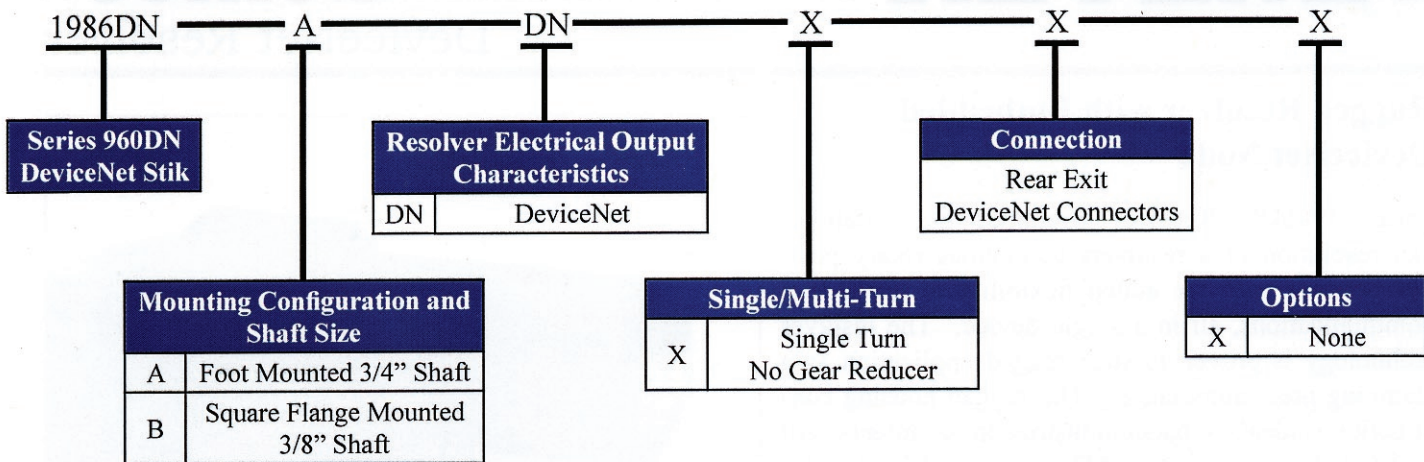 1986DN A DN X X X
Series 960DN
DeviceNet Stik
Resolver Electrical Output
Characteristics
DN DeviceNet
Connection
Rear Exit
DeviceNet Connectors
Mounting Configuration and
Shaft Size
A Foot Mounted 3/4” Shaft
B Square Flange Mounted
3/8” Shaft
Single/Multi-Turn
X Single Turn
No Gear Reducer
Options
X None